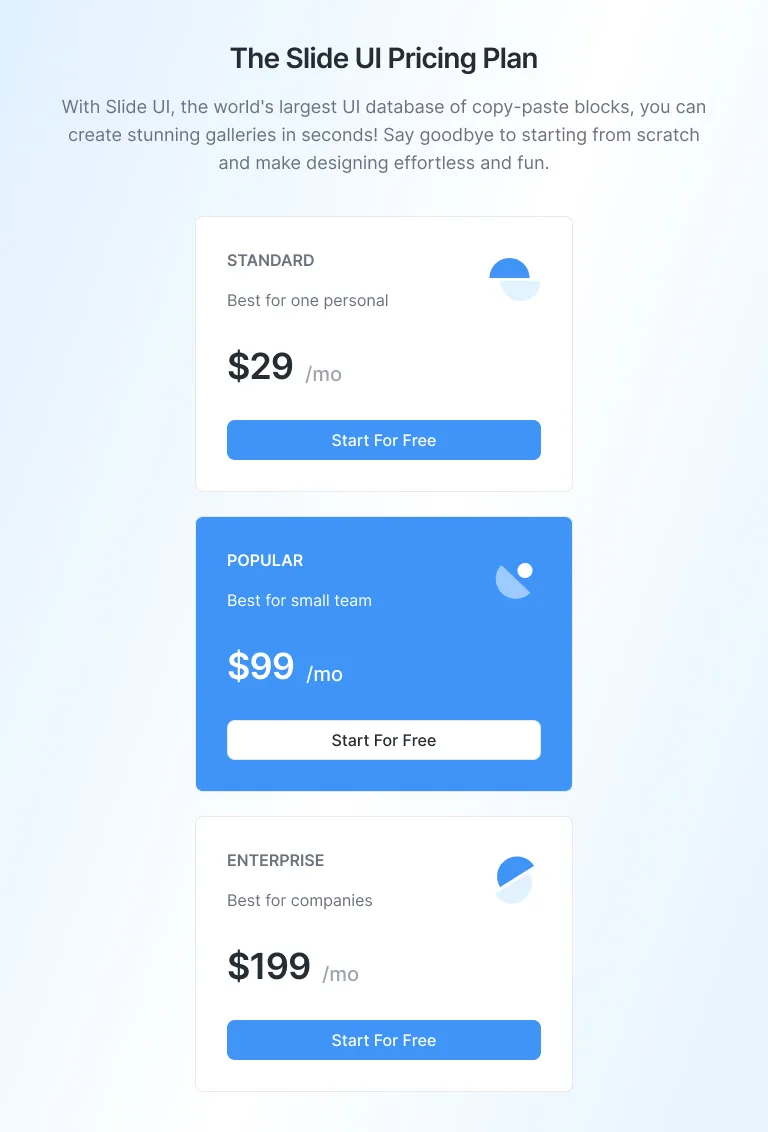 The Slide UI Pricing Plan
With Slide UI, the world's largest UI database of copy-paste blocks, you can
create stunning galleries in seconds! Say goodbye to starting from scratch
and make designing effortless and fun.
STANDARD
Best for one personal
$29 /mo
Start For Free
POPULAR
Best for small team
$99 /mo
Start For Free
ENTERPRISE
Best for companies
$199 /mo
Start For Free